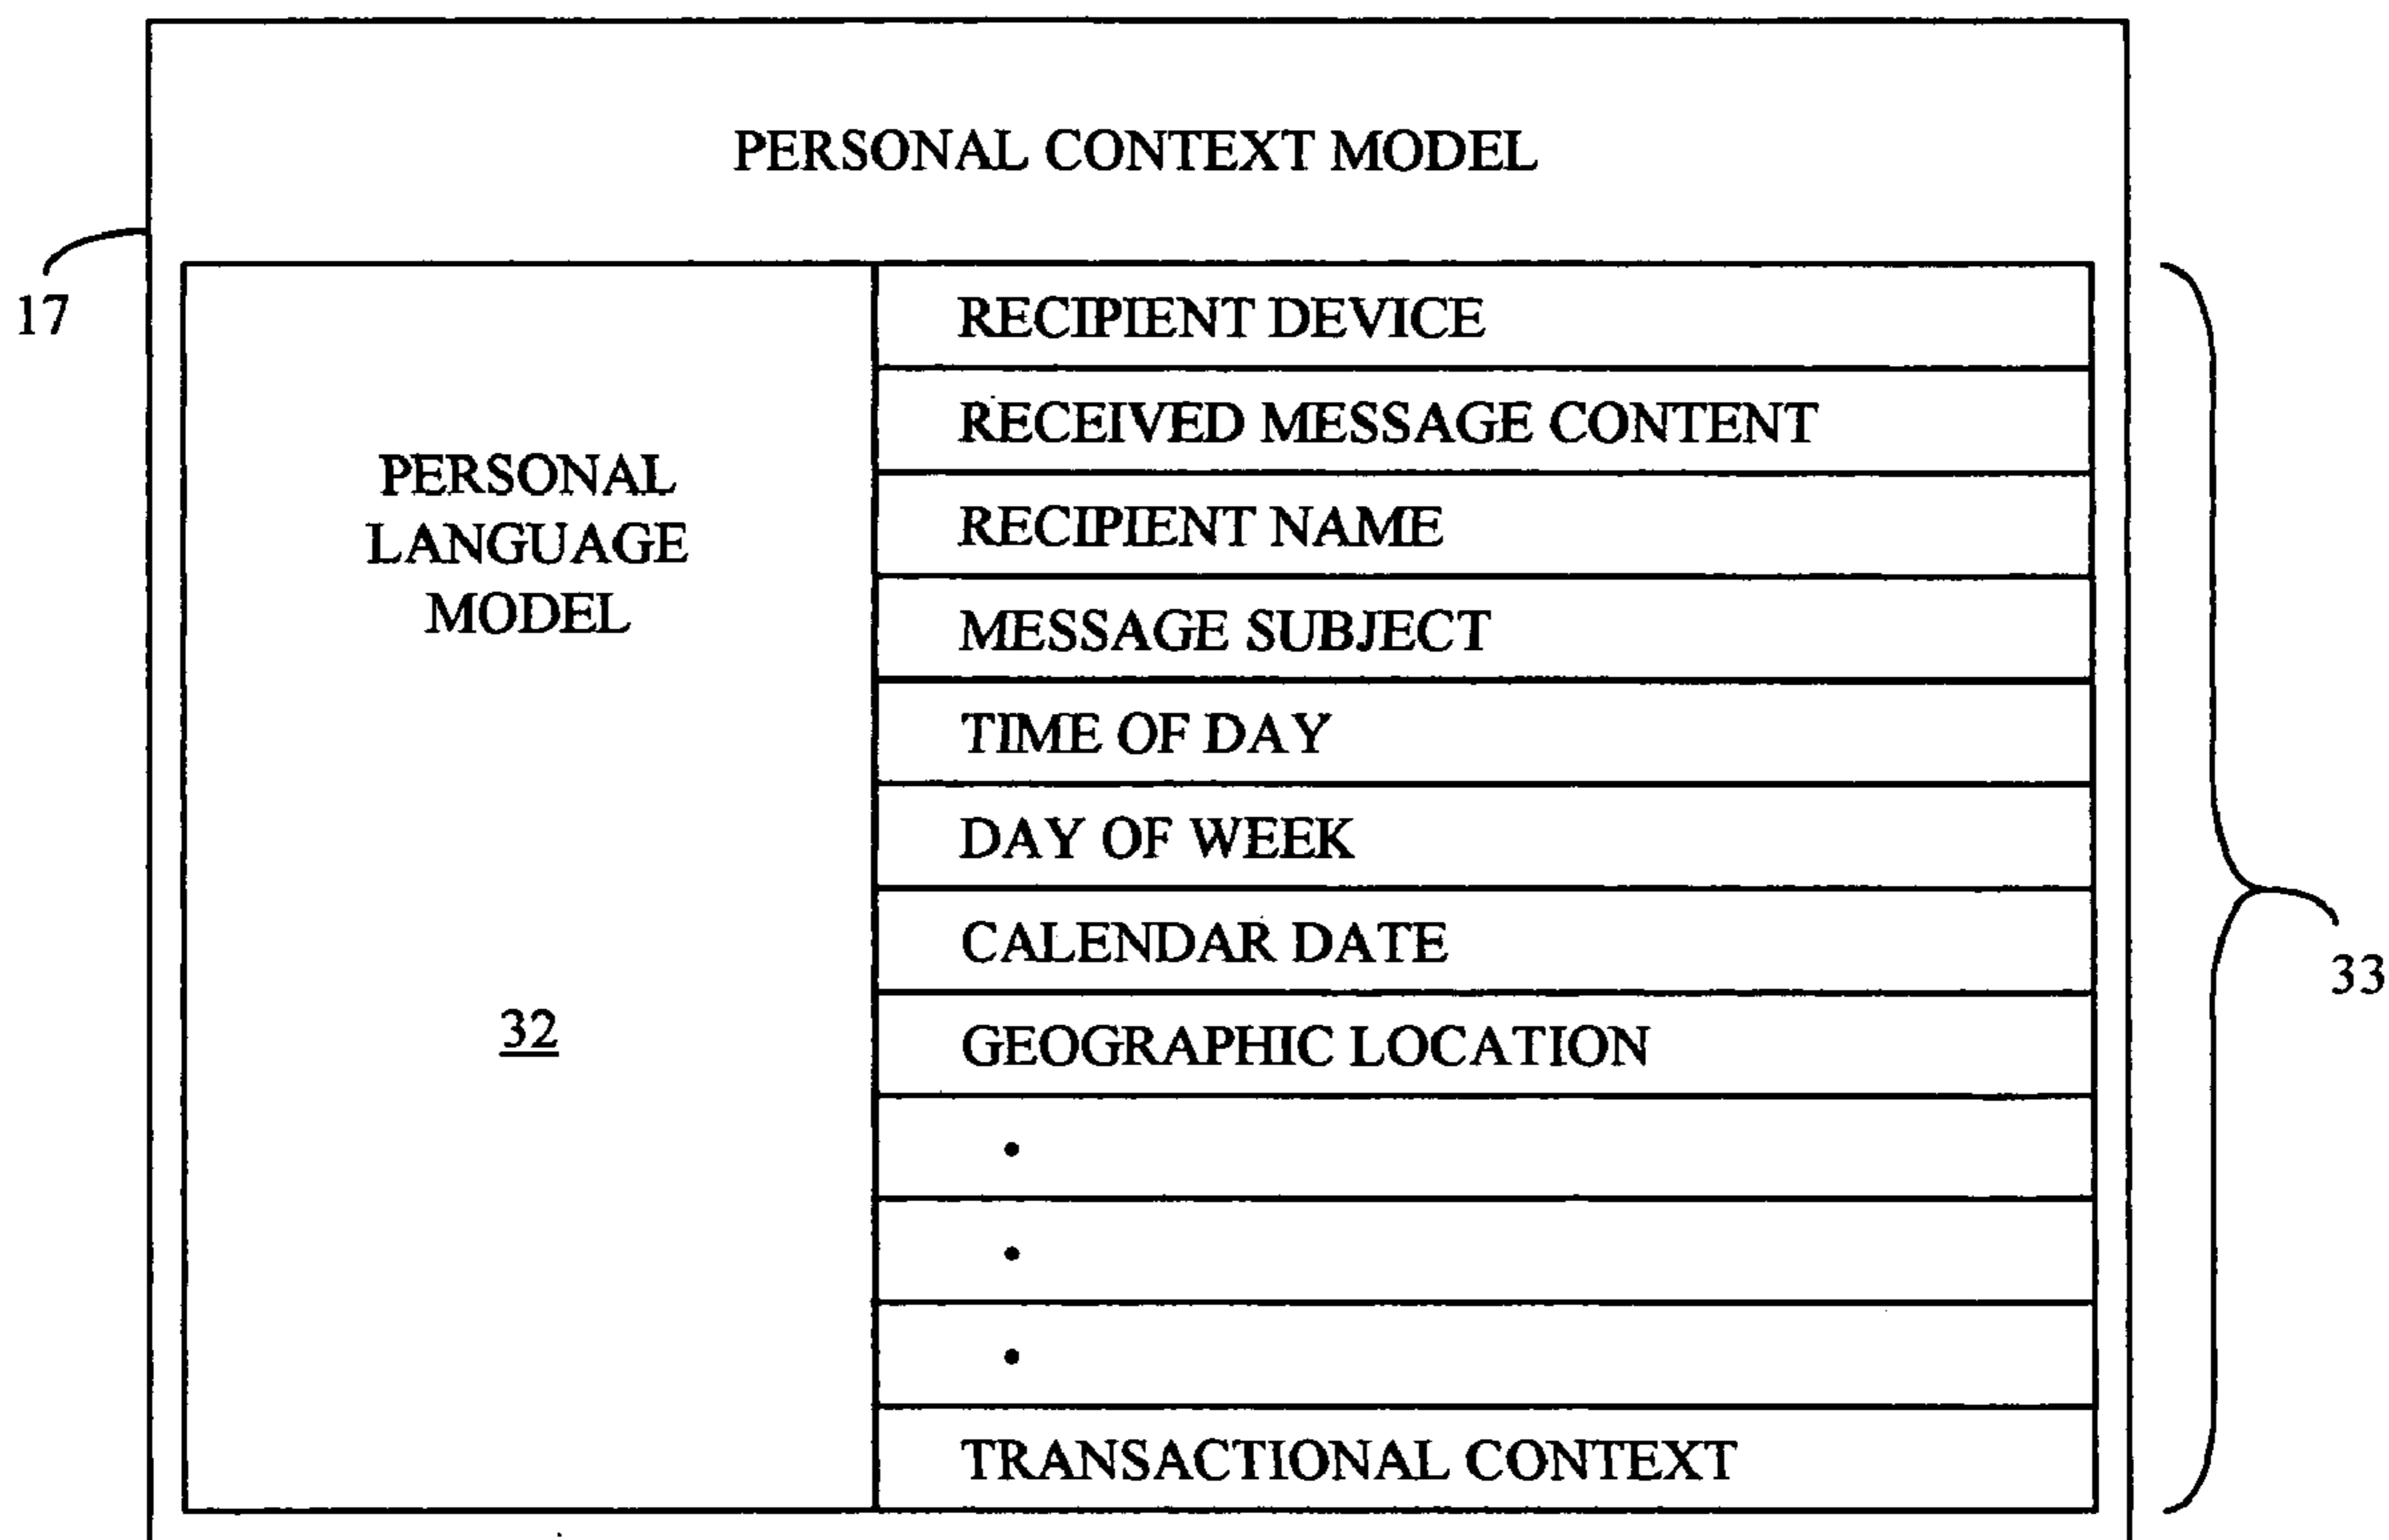 PERSONAL CONTEXT MODEL
17
PERSONAL
LANGUAGE
MODEL
32
RECIPIENT DEVICE
RECEIVED MESSAGE CONTENT
RECIPIENT NAME
MESSAGE SUBJECT
TIME OF DAY
DAY OF WEEK
CALENDAR DATE
GEOGRAPHIC LOCATION
•
•
•
TRANSACTIONAL CONTEXT
33